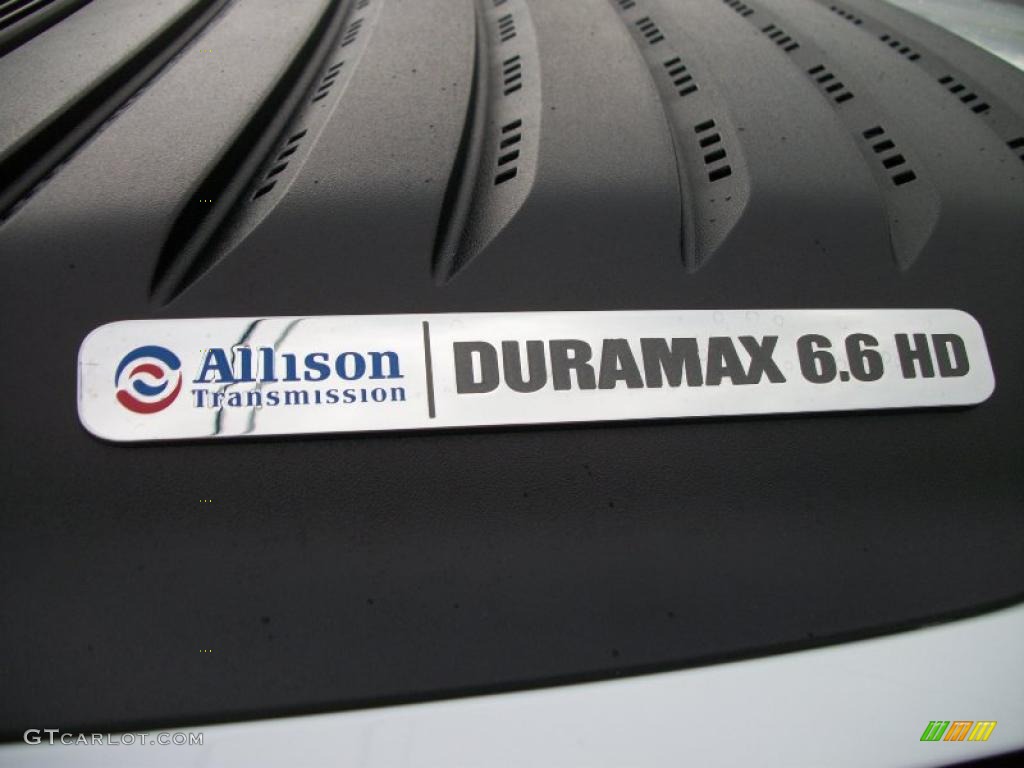 Allison
Transmission
DURAMAX 6.6 HD
GTCARLOT.COM